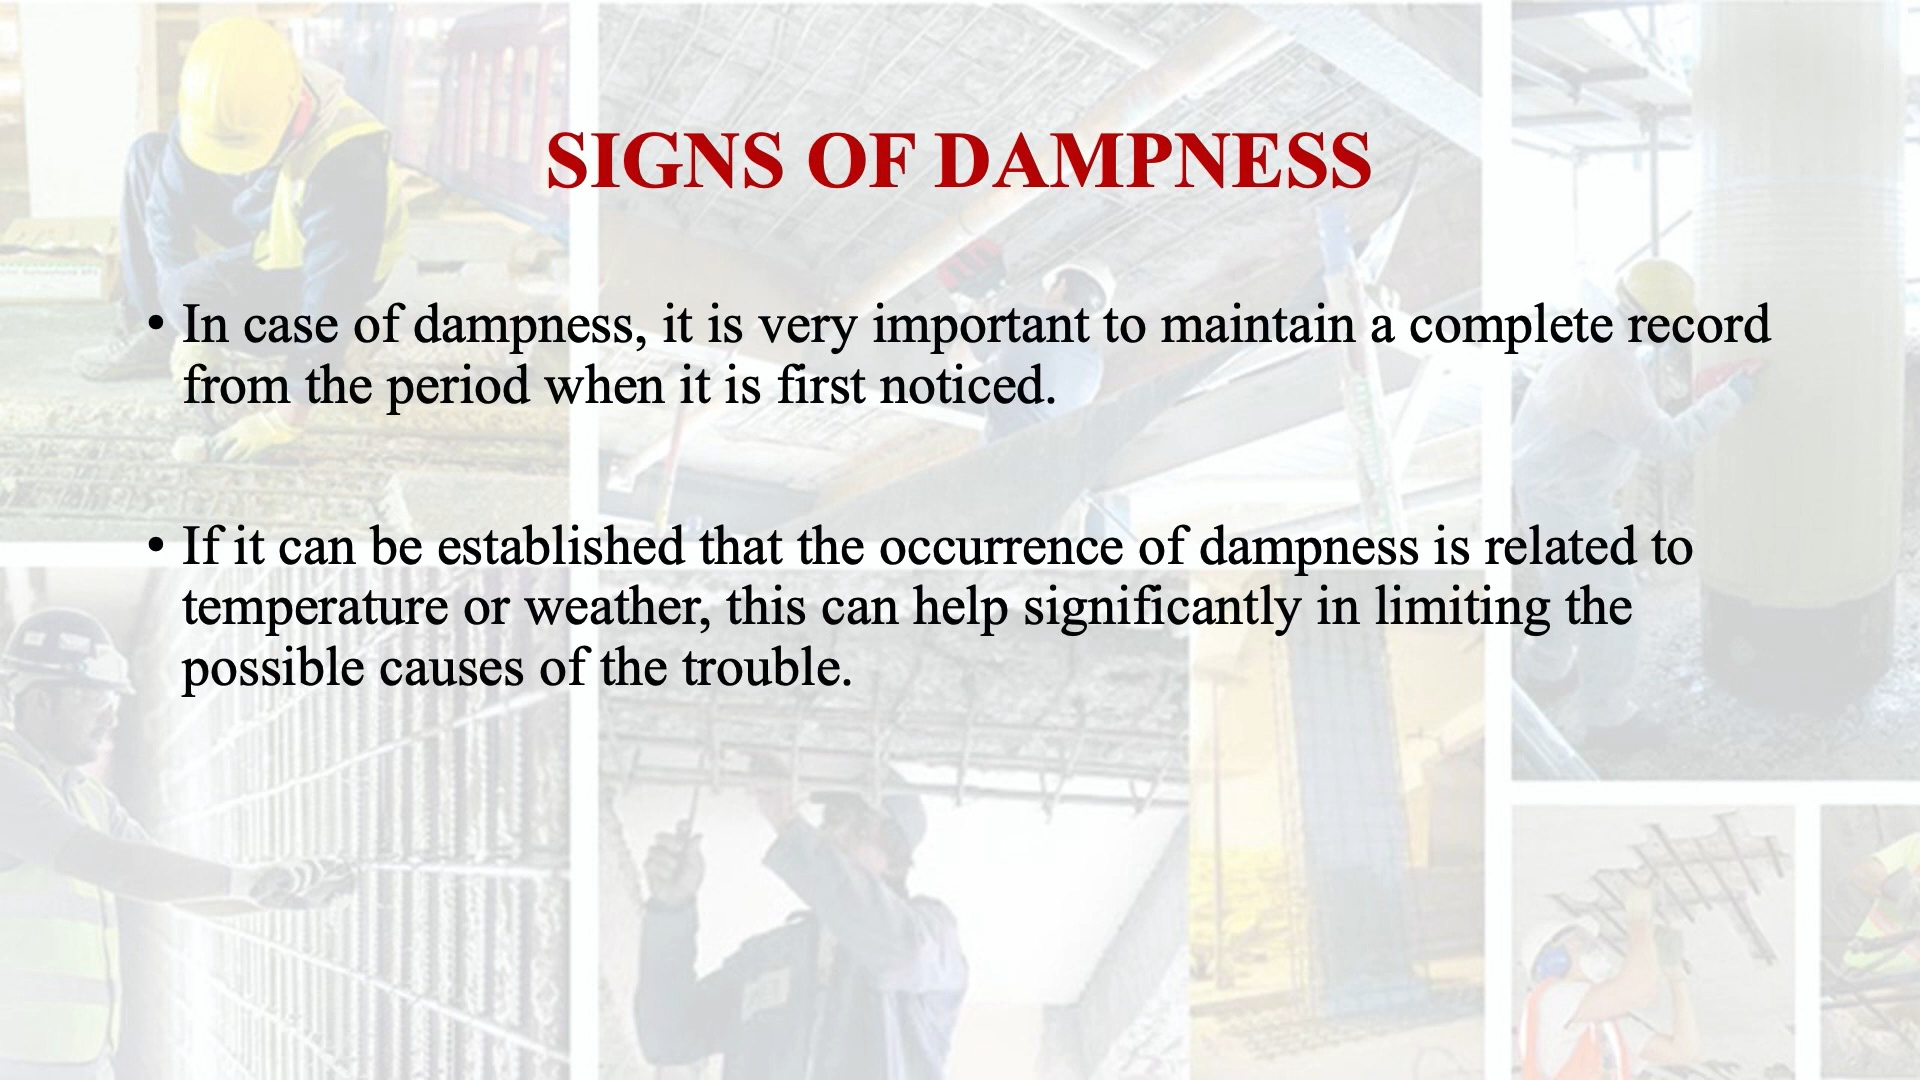 SIGNS OF DAMPNESS
• In case of dampness, it is very important to maintain a complete record
from the period when it is first noticed.
• If it can be established that the occurrence of dampness is related to
temperature or weather, this can help significantly in limiting the
possible causes of the trouble.